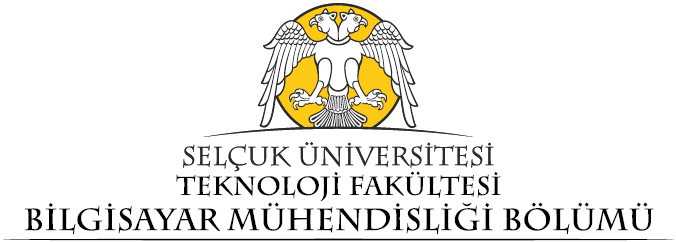 SELÇUK ÜNİVERSİTESİ
TEKNOLOJİ FAKÜLTESİ
BİLGİSAYAR MÜHENDİSLİĞİ BÖLÜMÜ